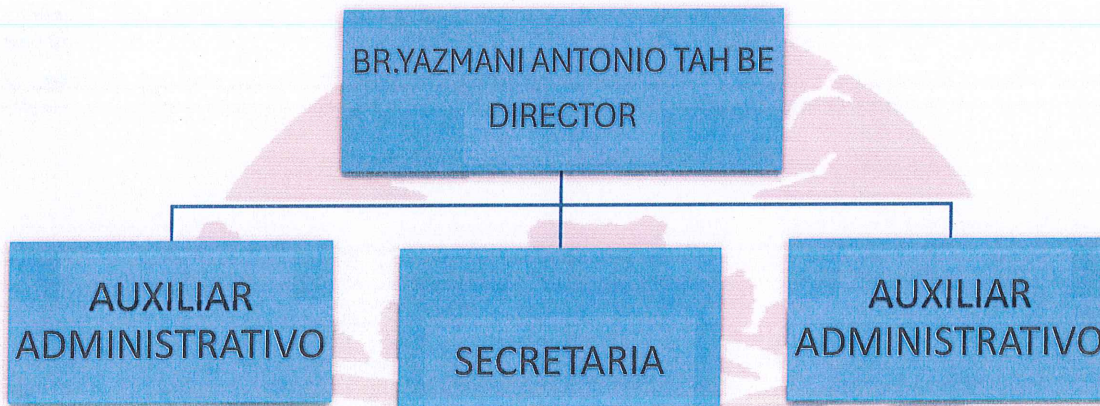 BR.YAZMANI ANTONIO TAH BE
DIRECTOR
AUXILIAR
ADMINISTRATIVO
SECRETARIA
AUXILIAR
ADMINISTRATIVO